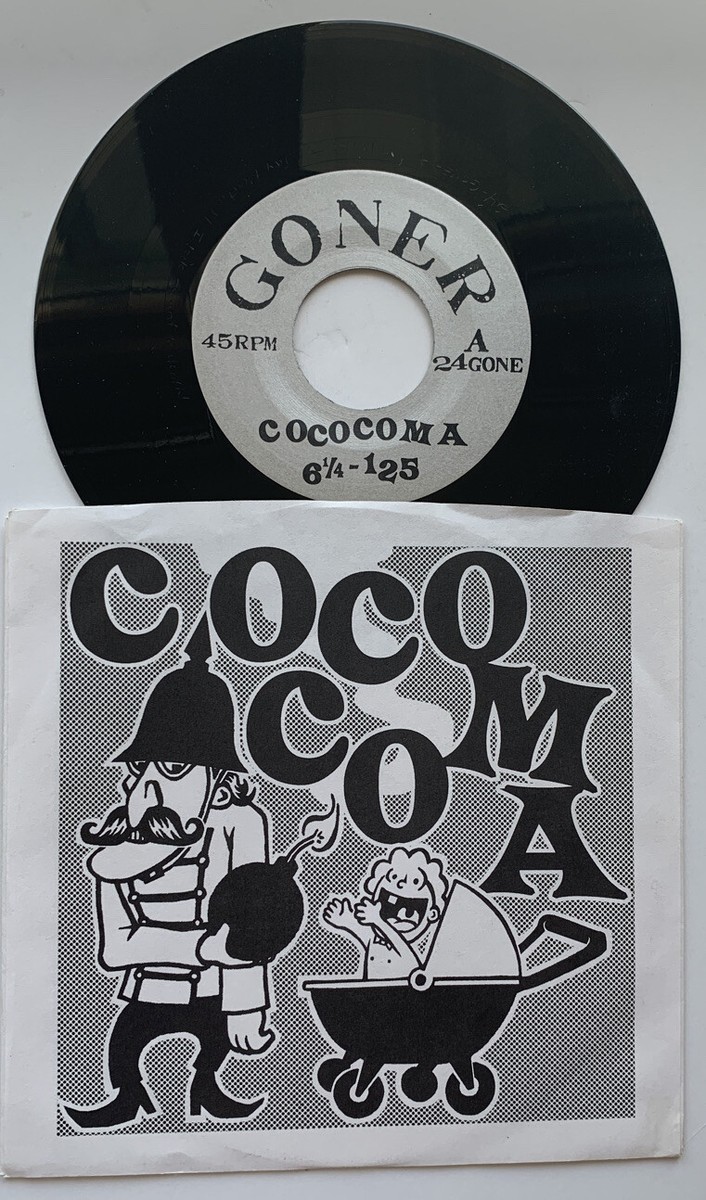 GONER
45RPM
A
24GONE
COCOCOMA
6¼-125
COCO
CO
MA